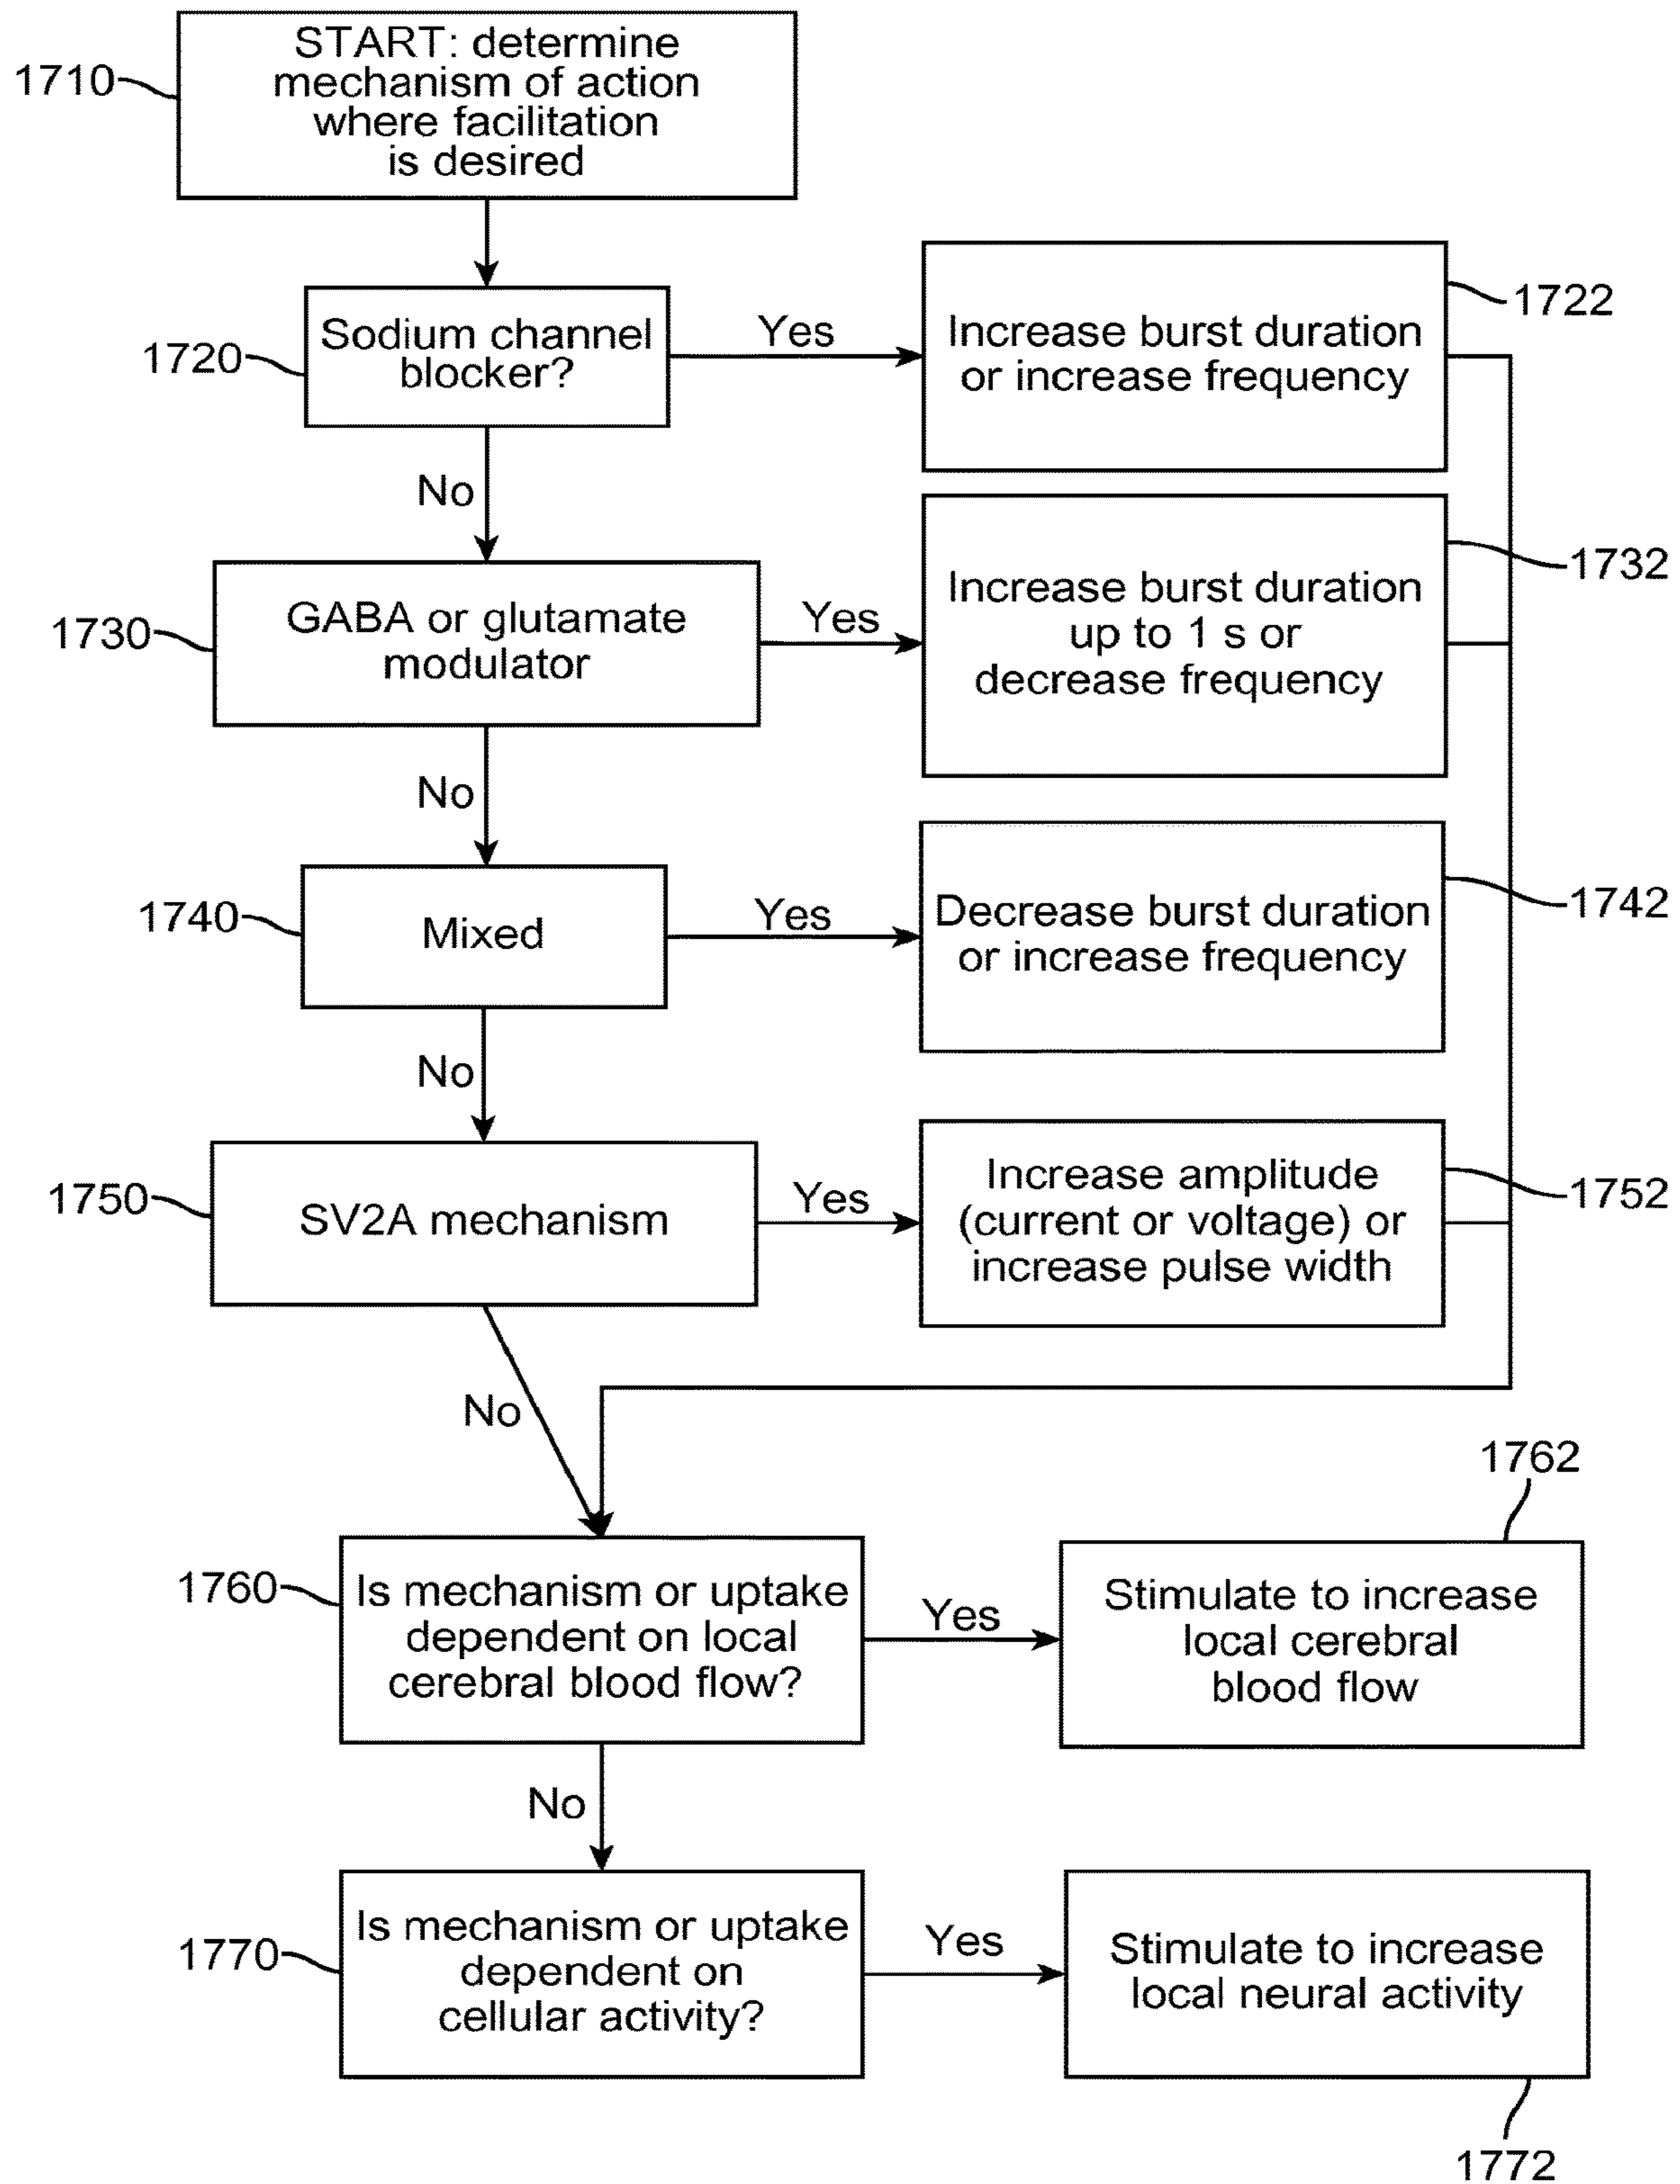 START: determine
mechanism of action
where facilitation
is desired
1710
Sodium channel
blocker?
1720
Yes
Increase burst duration
or increase frequency
1722
No
GABA or glutamate
modulator
1730
Yes
Increase burst duration
up to 1 s or
decrease frequency
1732
No
Mixed
1740
Yes
Decrease burst duration
or increase frequency
1742
No
SV2A mechanism
1750
Yes
Increase amplitude
(current or voltage) or
increase pulse width
1752
No
Is mechanism or uptake
dependent on local
cerebral blood flow?
1760
Yes
Stimulate to increase
local cerebral
blood flow
1762
No
Is mechanism or uptake
dependent on
cellular activity?
1770
Yes
Stimulate to increase
local neural activity
1772